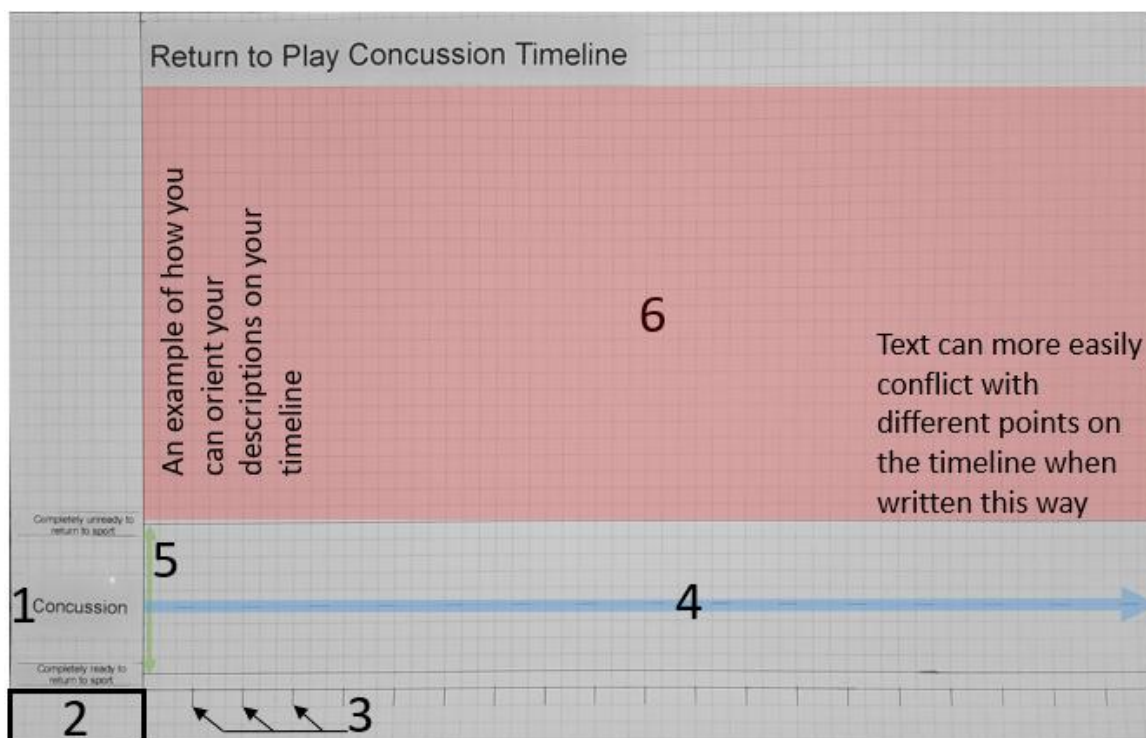 Return to Play Concussion Timeline
An example of how you
can orient your
descriptions on your
timeline
6
Text can more easily
conflict with
different points on
the timeline when
written this way
Completely unready to
return to sport
5
1
Concussion
4
Completely ready to
return to sport
2
3